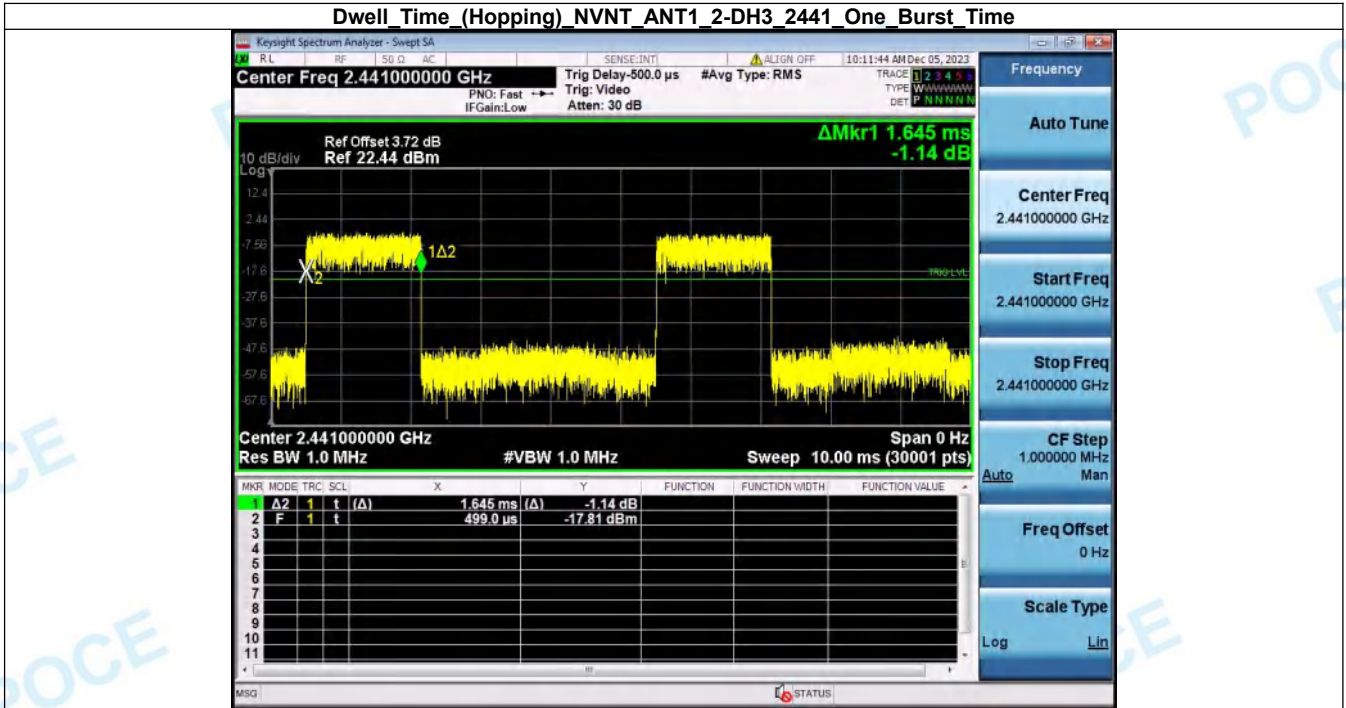 Dwell_Time_(Hopping)_NVNT_ANT1_2-DH3_2441_One_Burst_Time
Keysight Spectrum Analyzer - Swept SA
RL RF 50 Ω AC SENSE:INT ALIGN OFF 10:11:44 AM Dec 05, 2023
Center Freq 2.441000000 GHz
PNO: Fast
IFGain:Low
Trig Delay-500.0 µs
Trig: Video
Atten: 30 dB
#Avg Type: RMS
TRACE 1 2 3 4 5 6
TYPE WWWWWW
DET P N N N N N
ΔMkr1 1.645 ms
-1.14 dB
Ref Offset 3.72 dB
10 dB/div Ref 22.44 dBm
Log
12.4
2.44
-7.56
-17.6
-27.6
-37.6
-47.6
-57.6
-67.6
1Δ2
X2
TRIG LVL
Center 2.441000000 GHz Span 0 Hz
Res BW 1.0 MHz #VBW 1.0 MHz Sweep 10.00 ms (30001 pts)
MKR MODE TRC SCL X Y FUNCTION FUNCTION WIDTH FUNCTION VALUE
1 Δ2 1 t (Δ) 1.645 ms (Δ) -1.14 dB
2 F 1 t 499.0 µs -17.81 dBm
3
4
5
6
7
8
9
10
11
MSG STATUS
Frequency
Auto Tune
Center Freq
2.441000000 GHz
Start Freq
2.441000000 GHz
Stop Freq
2.441000000 GHz
CF Step
1.000000 MHz
Auto Man
Freq Offset
0 Hz
Scale Type
Log Lin
POCE